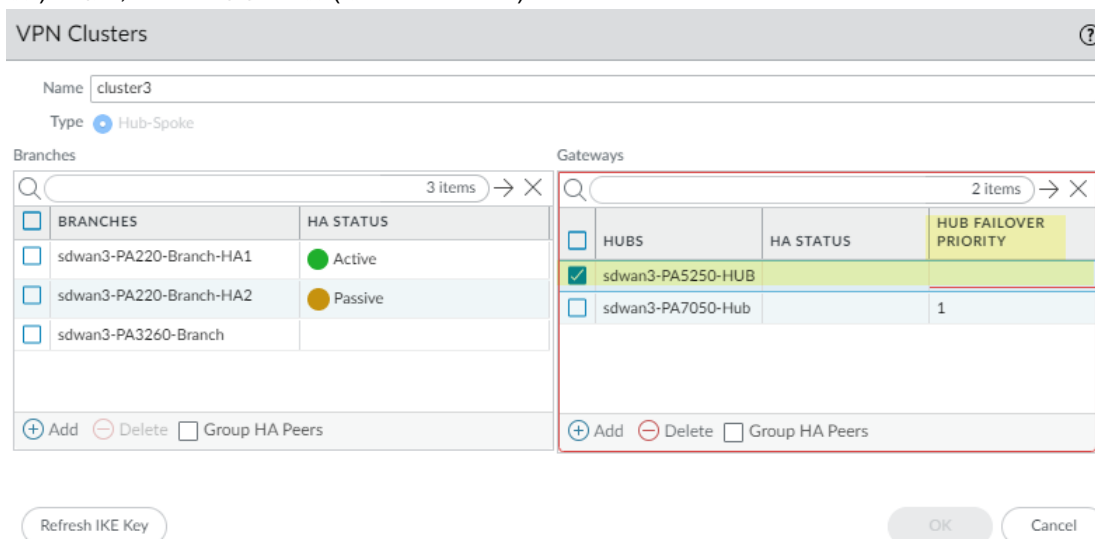 VPN Clusters
Name cluster3
Type Hub-Spoke
Branches
3 items
BRANCHES HA STATUS
sdwan3-PA220-Branch-HA1 Active
sdwan3-PA220-Branch-HA2 Passive
sdwan3-PA3260-Branch
Add Delete Group HA Peers
Gateways
2 items
HUBS HA STATUS HUB FAILOVER
PRIORITY
sdwan3-PA5250-HUB
sdwan3-PA7050-Hub 1
Add Delete Group HA Peers
Refresh IKE Key OK Cancel